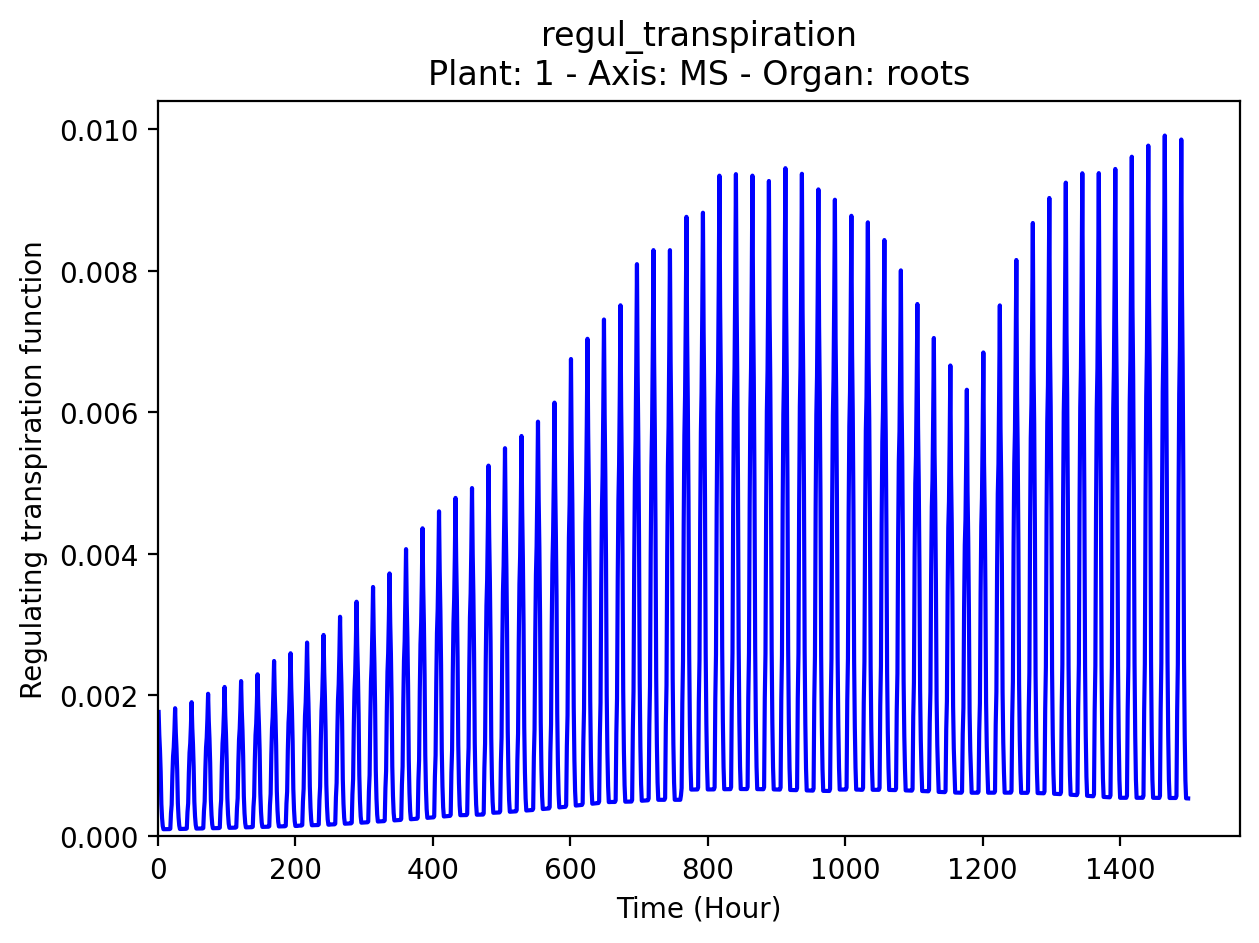 regul_transpiration
Plant: 1 - Axis: MS - Organ: roots
Regulating transpiration function
0.010
0.008
0.006
0.004
0.002
0.000
0 200 400 600 800 1000 1200 1400
Time (Hour)